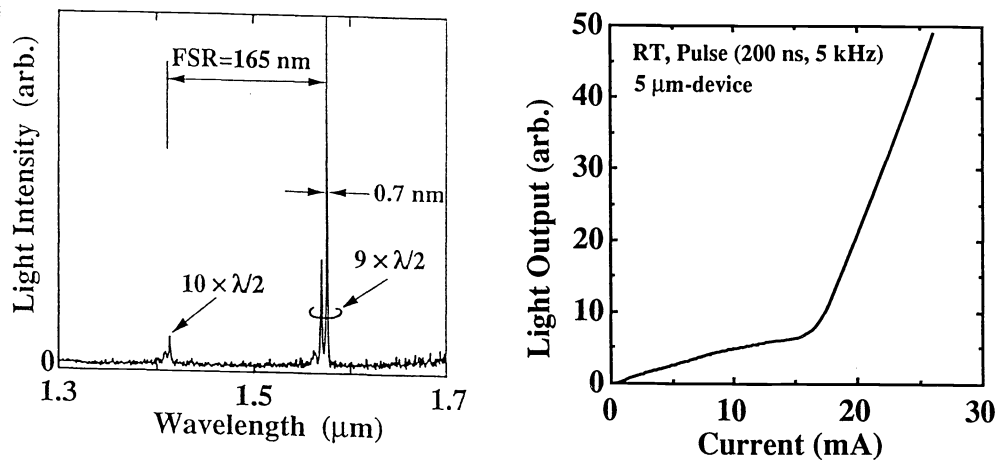 Light Intensity (arb.)
FSR=165 nm
0.7 nm
9 × λ/2
10 × λ/2
0
1.3
1.5
1.7
Wavelength (μm)
Light Output (arb.)
50
40
30
20
10
0
RT, Pulse (200 ns, 5 kHz)
5 μm-device
0
10
20
30
Current (mA)